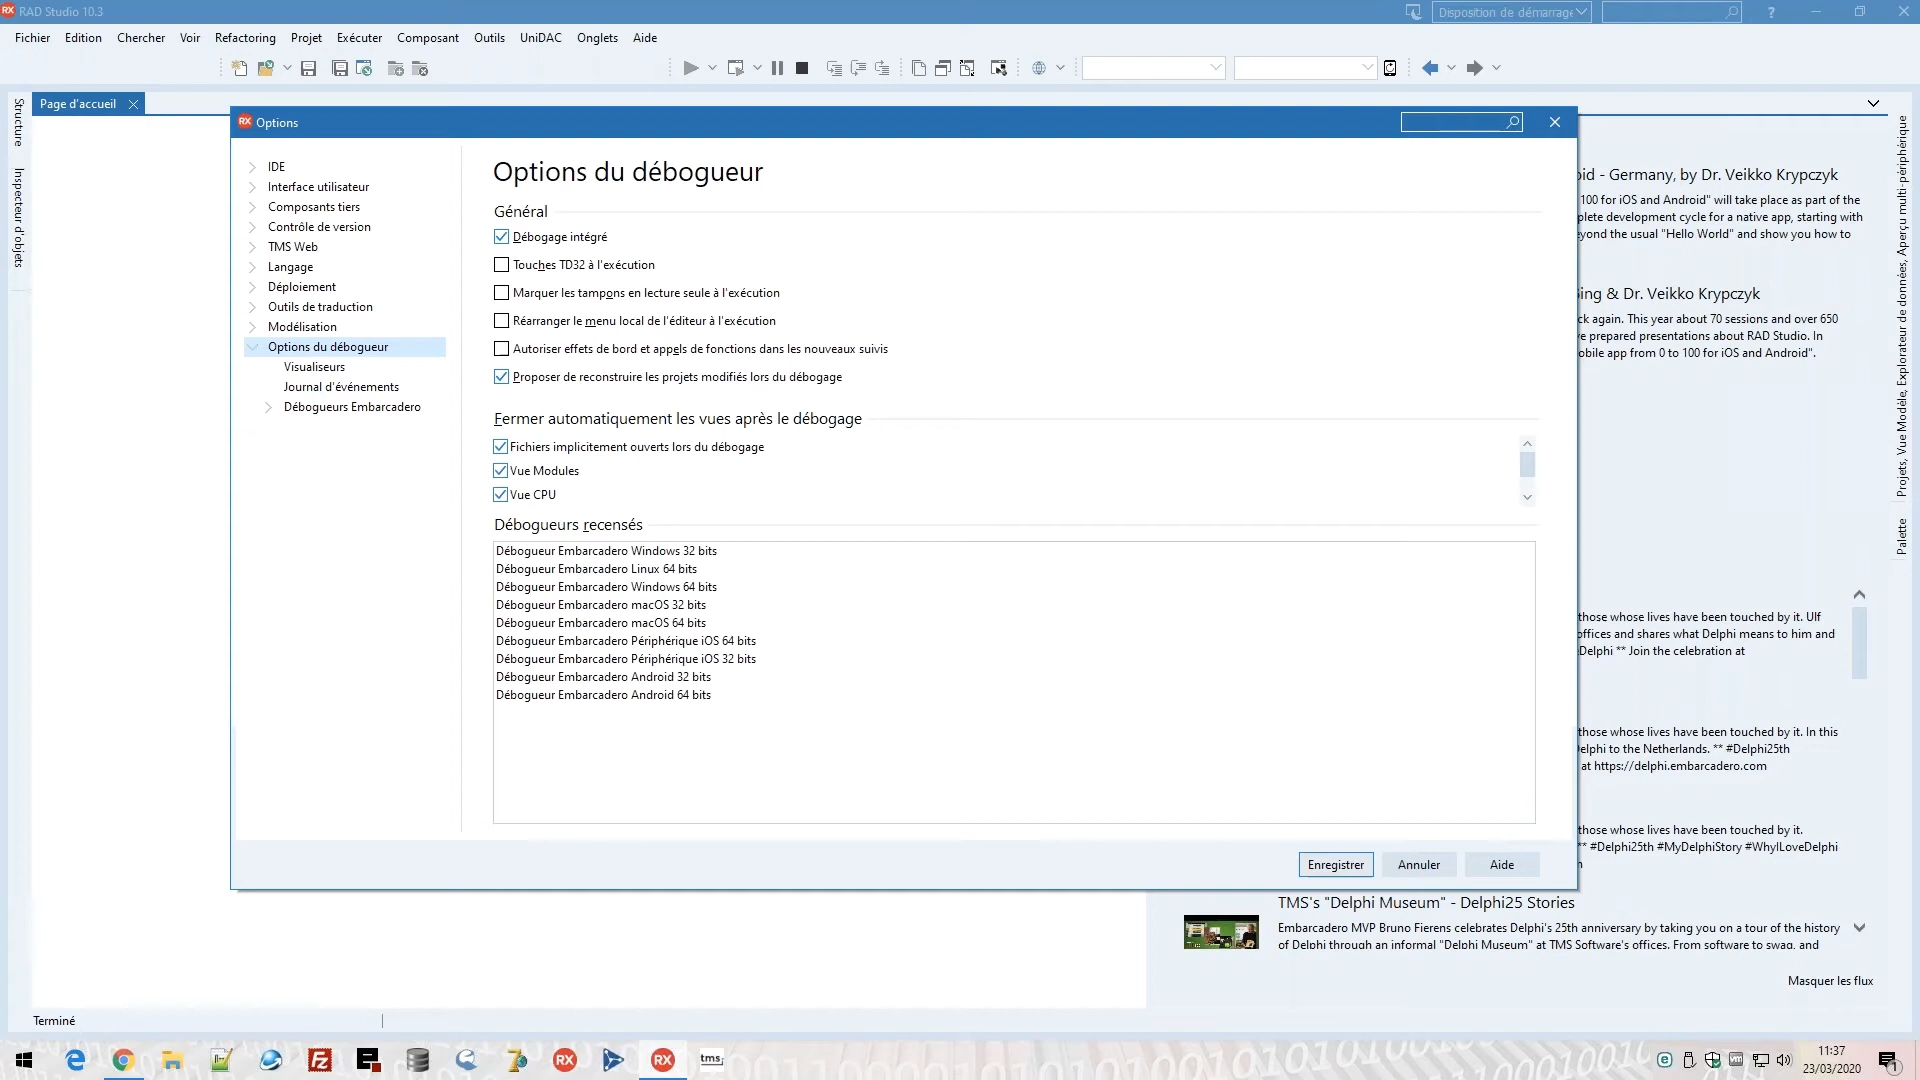 RX RAD Studio 10.3
Disposition de démarrage
?
Fichier Edition Chercher Voir Refactoring Projet Exécuter Composant Outils UniDAC Onglets Aide
Structure
Inspecteur d'objets
Page d'accueil
RX Options
IDE
Interface utilisateur
Composants tiers
Contrôle de version
TMS Web
Langage
Déploiement
Outils de traduction
Modélisation
Options du débogueur
Visualiseurs
Journal d'événements
Débogueurs Embarcadero
Options du débogueur
Général
Débogage intégré
Touches TD32 à l'exécution
Marquer les tampons en lecture seule à l'exécution
Réarranger le menu local de l'éditeur à l'exécution
Autoriser effets de bord et appels de fonctions dans les nouveaux suivis
Proposer de reconstruire les projets modifiés lors du débogage
Fermer automatiquement les vues après le débogage
Fichiers implicitement ouverts lors du débogage
Vue Modules
Vue CPU
Débogueurs recensés
Débogueur Embarcadero Windows 32 bits
Débogueur Embarcadero Linux 64 bits
Débogueur Embarcadero Windows 64 bits
Débogueur Embarcadero macOS 32 bits
Débogueur Embarcadero macOS 64 bits
Débogueur Embarcadero Périphérique iOS 64 bits
Débogueur Embarcadero Périphérique iOS 32 bits
Débogueur Embarcadero Android 32 bits
Débogueur Embarcadero Android 64 bits
Enregistrer Annuler Aide
oid - Germany, by Dr. Veikko Krypczyk
100 for iOS and Android" will take place as part of the
plete development cycle for a native app, starting with
eyond the usual "Hello World" and show you how to
Bing & Dr. Veikko Krypczyk
ck again. This year about 70 sessions and over 650
ve prepared presentations about RAD Studio. In
obile app from 0 to 100 for iOS and Android".
those whose lives have been touched by it. Ulf
offices and shares what Delphi means to him and
Delphi ** Join the celebration at
those whose lives have been touched by it. In this
elphi to the Netherlands. ** #Delphi25th
at https://delphi.embarcadero.com
those whose lives have been touched by it.
** #Delphi25th #MyDelphiStory #WhyILoveDelphi
TMS's "Delphi Museum" - Delphi25 Stories
Embarcadero MVP Bruno Fierens celebrates Delphi's 25th anniversary by taking you on a tour of the history
of Delphi through an informal "Delphi Museum" at TMS Software's offices. From software to swag, and
Masquer les flux
Projets, Vue Modèle, Explorateur de données, Aperçu multi-périphérique
Palette
Terminé
RX
RX
tms
11:37
23/03/2020
1